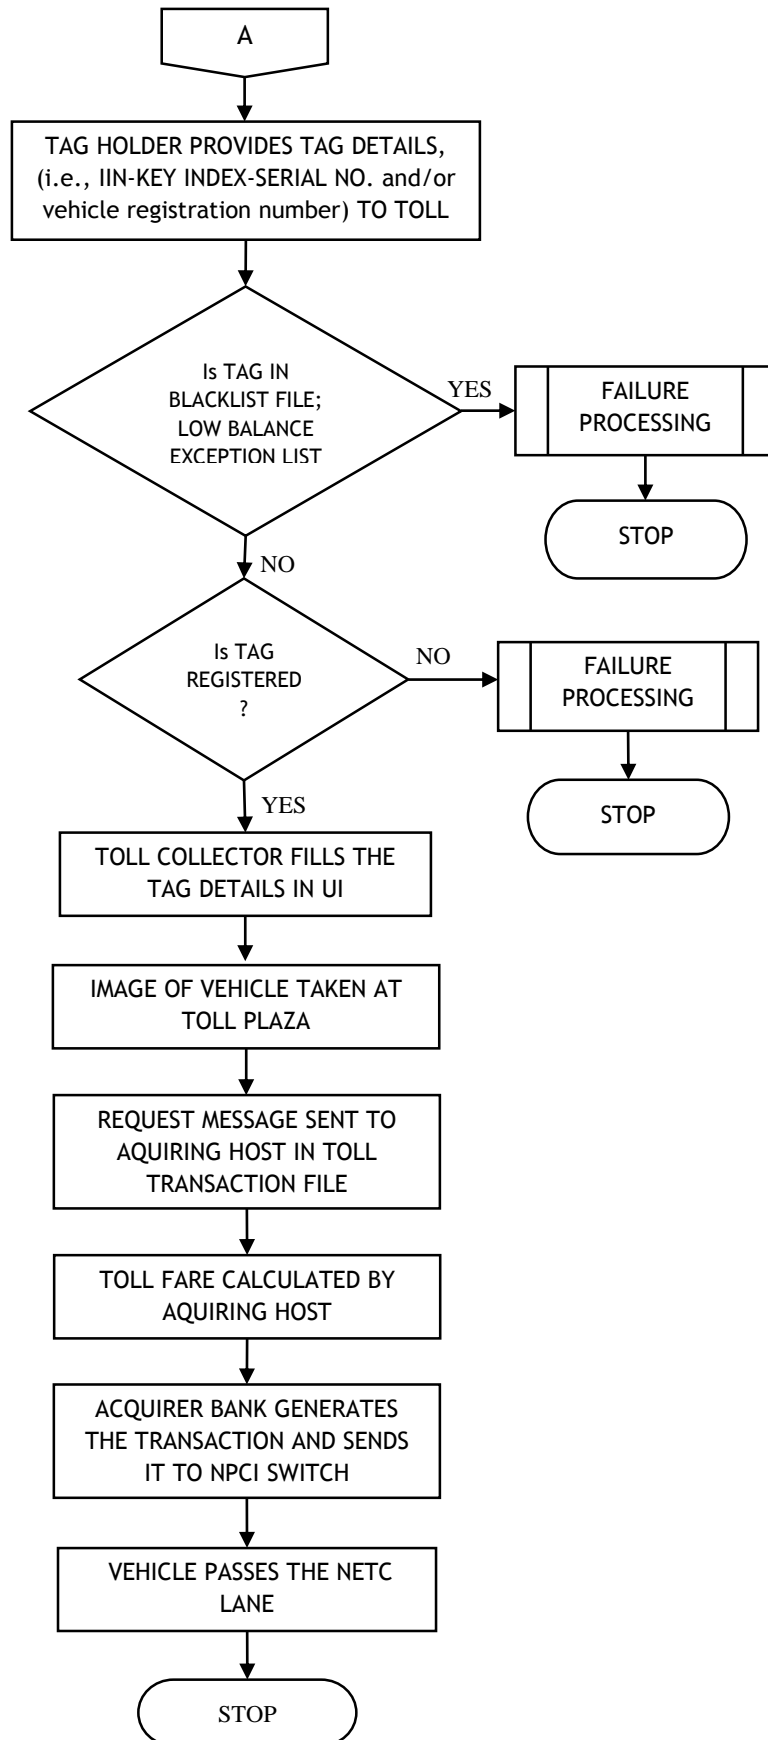 A
TAG HOLDER PROVIDES TAG DETAILS,
(i.e., IIN-KEY INDEX-SERIAL NO. and/or
vehicle registration number) TO TOLL
Is TAG IN
BLACKLIST FILE;
LOW BALANCE
EXCEPTION LIST
YES
FAILURE
PROCESSING
STOP
NO
Is TAG
REGISTERED
?
NO
FAILURE
PROCESSING
STOP
YES
TOLL COLLECTOR FILLS THE
TAG DETAILS IN UI
IMAGE OF VEHICLE TAKEN AT
TOLL PLAZA
REQUEST MESSAGE SENT TO
AQUIRING HOST IN TOLL
TRANSACTION FILE
TOLL FARE CALCULATED BY
AQUIRING HOST
ACQUIRER BANK GENERATES
THE TRANSACTION AND SENDS
IT TO NPCI SWITCH
VEHICLE PASSES THE NETC
LANE
STOP